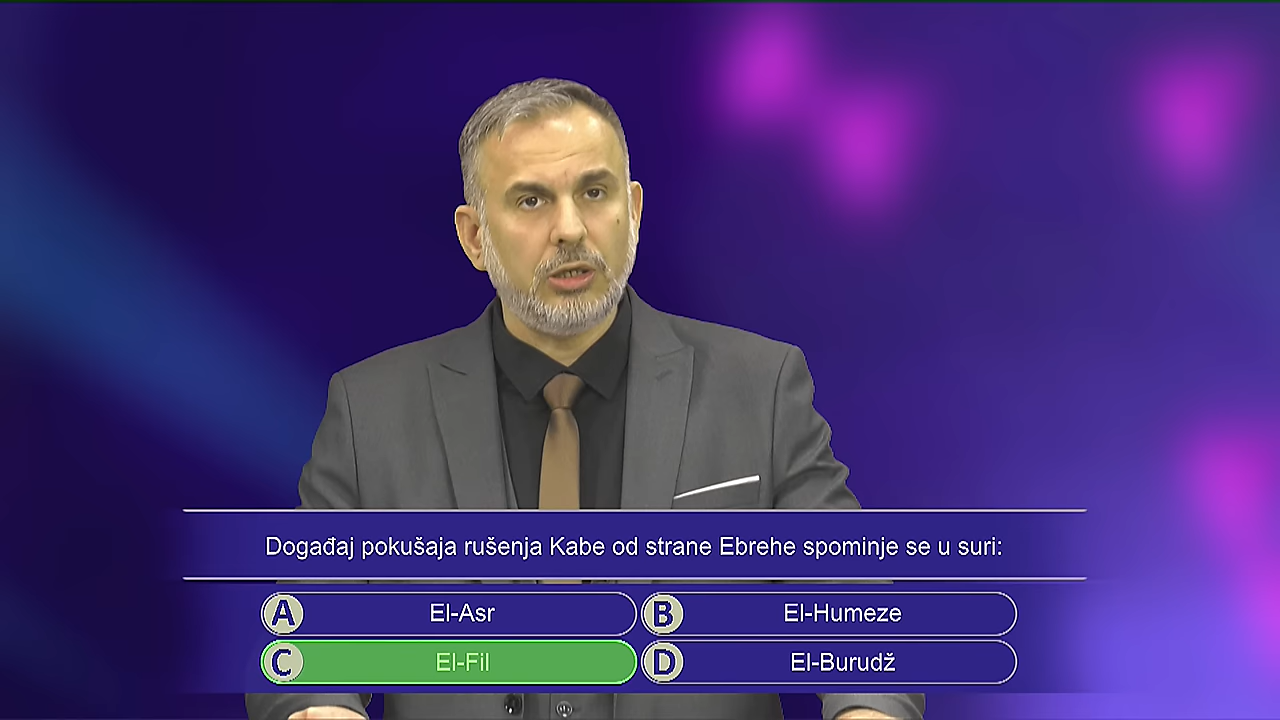 Događaj pokušaja rušenja Kabe od strane Ebrehe spominje se u suri:
A El-Asr
B El-Humeze
C El-Fil
D El-Burudž